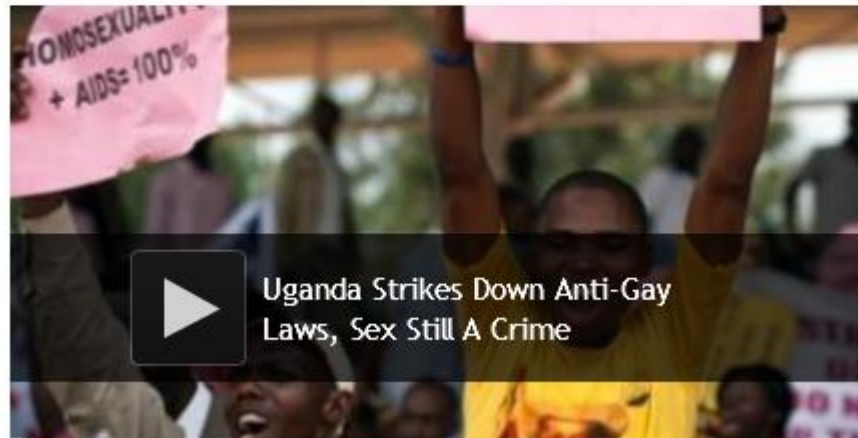 HOMOSEXUALITY
+ AIDS= 100%
Uganda Strikes Down Anti-Gay
Laws, Sex Still A Crime